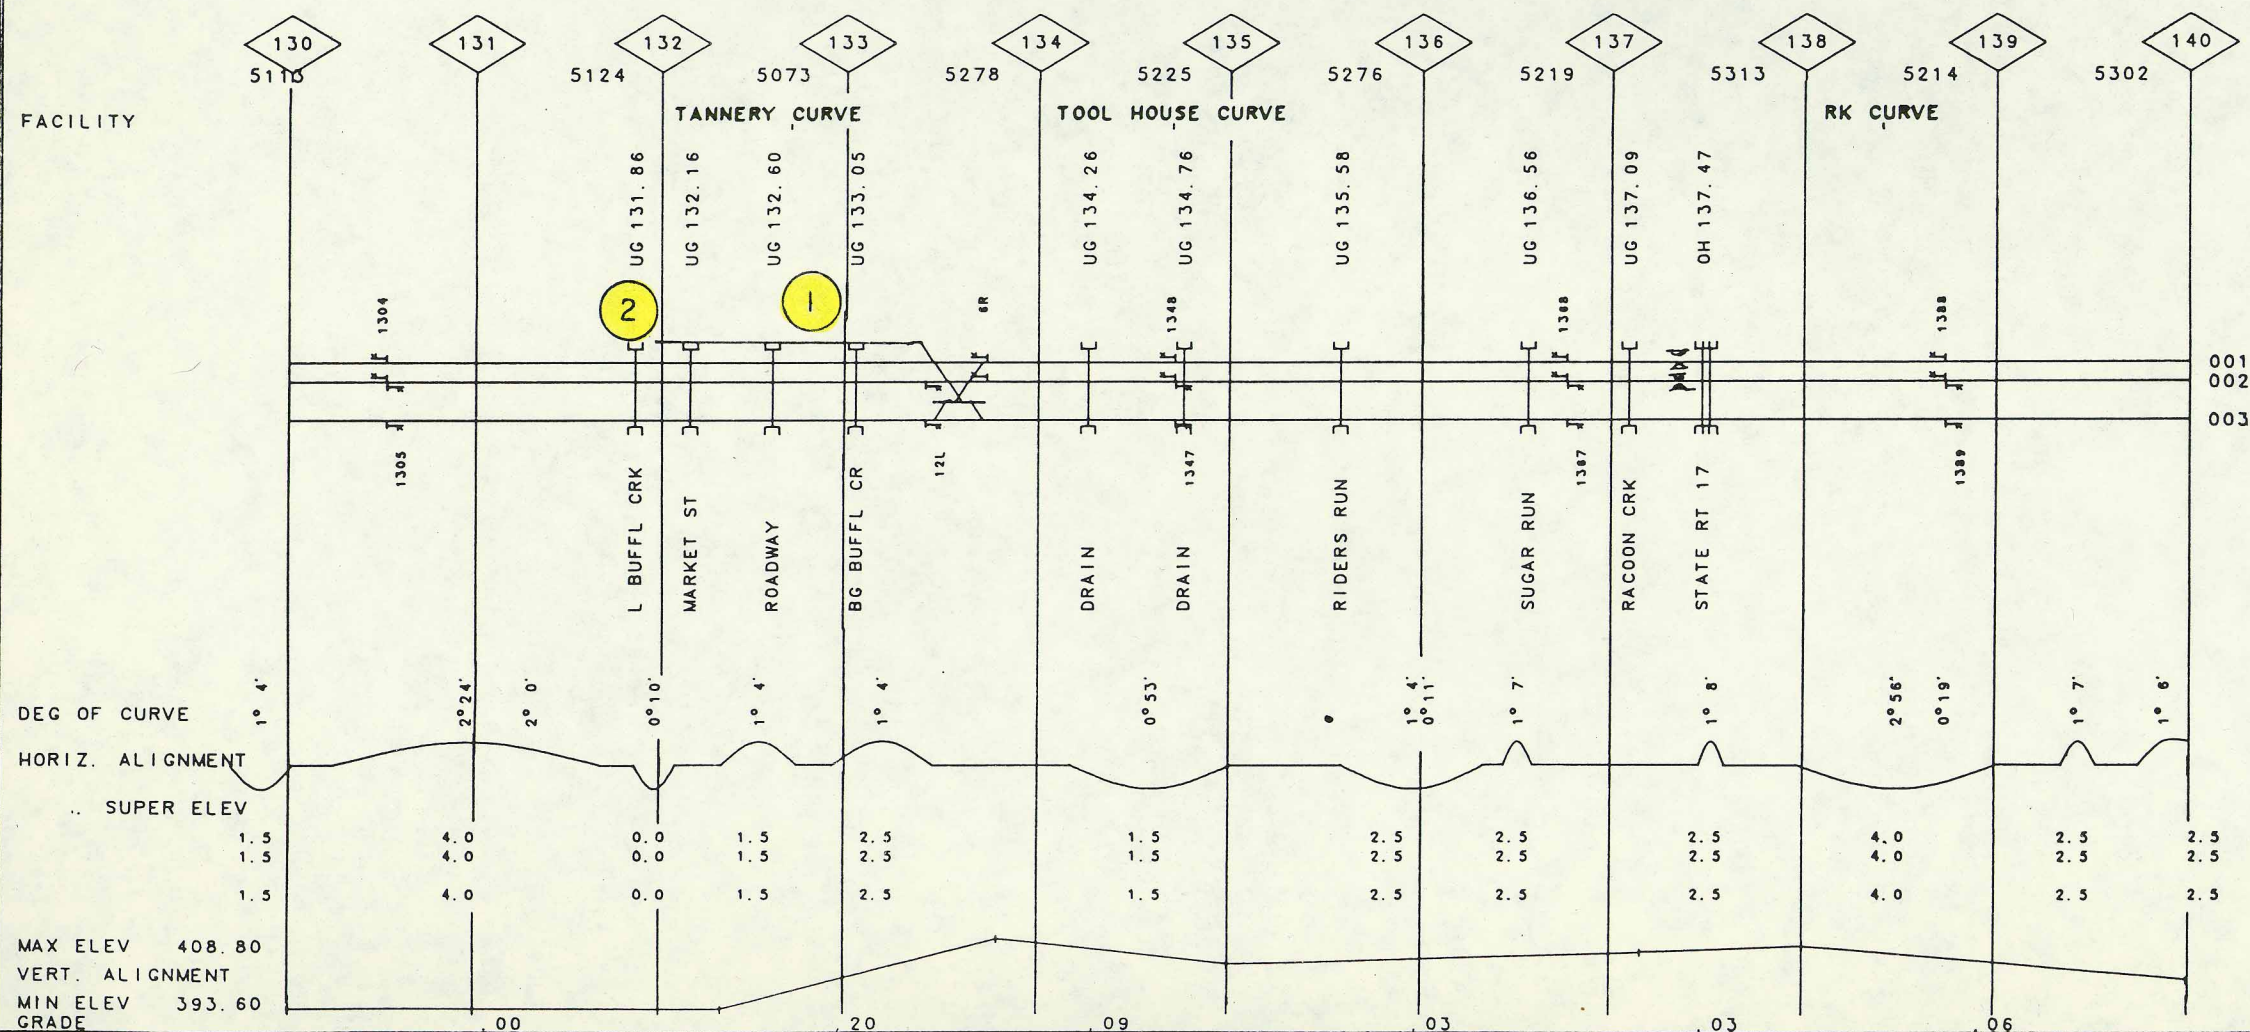 130 131 132 133 134 135 136 137 138 139 140
5113 5124 5073 5278 5225 5276 5219 5313 5214 5302
FACILITY
TANNERY CURVE TOOL HOUSE CURVE RK CURVE
UG 131.86
UG 132.16
UG 132.60
UG 133.05
UG 134.26
UG 134.76
UG 135.58
UG 136.56
UG 137.09
OH 137.47
2 1
1304 6R 1348 1368 1388
001
002
003
1305 12L 1347 1367 1389
L BUFFL CRK
MARKET ST
ROADWAY
BG BUFFL CR
DRAIN
DRAIN
RIDERS RUN
SUGAR RUN
RACOON CRK
STATE RT 17
DEG OF CURVE 1° 4' 2°24' 2° 0' 0°10' 1° 4' 1° 4' 0°53' 1° 4' 0°11' 1° 7' 1° 8' 2°56' 0°19' 1° 7' 1° 6'
HORIZ. ALIGNMENT
.. SUPER ELEV
1.5 4.0 0.0 1.5 2.5 1.5 2.5 2.5 2.5 4.0 2.5 2.5
1.5 4.0 0.0 1.5 2.5 1.5 2.5 2.5 2.5 4.0 2.5 2.5
1.5 4.0 0.0 1.5 2.5 1.5 2.5 2.5 2.5 4.0 2.5 2.5
MAX ELEV 408.80
VERT. ALIGNMENT
MIN ELEV 393.60
GRADE .00 .20 .09 .03 .03 .06